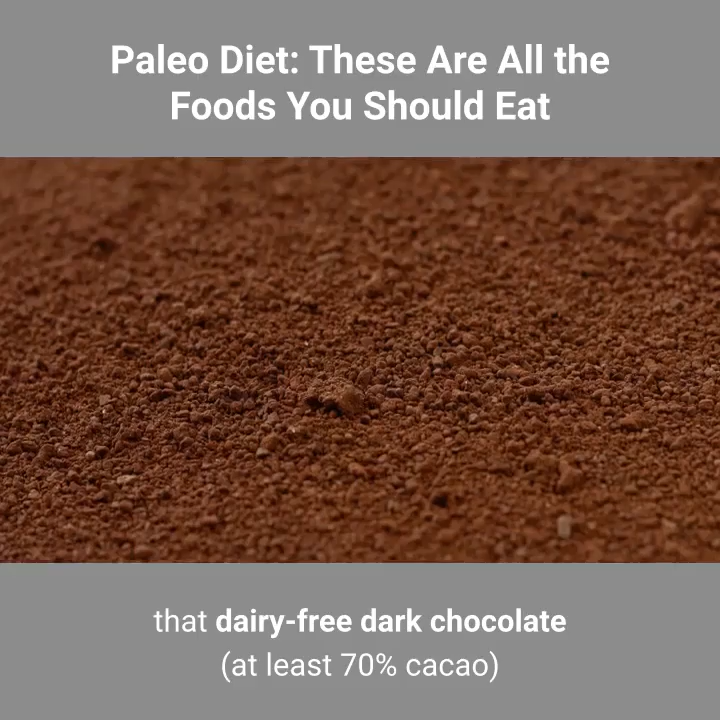 Paleo Diet: These Are All the
Foods You Should Eat
that dairy-free dark chocolate
(at least 70% cacao)